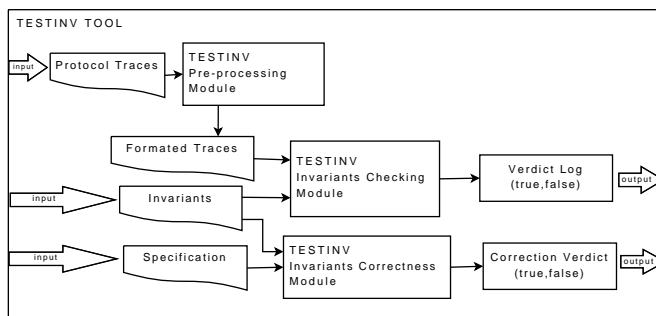 TESTINV TOOL
input
Protocol Traces
TESTINV
Pre-processing
Module
Formated Traces
TESTINV
Invariants Checking
Module
Verdict Log
(true,false)
output
input
Invariants
input
Specification
TESTINV
Invariants Correctness
Module
Correction Verdict
(true,false)
output